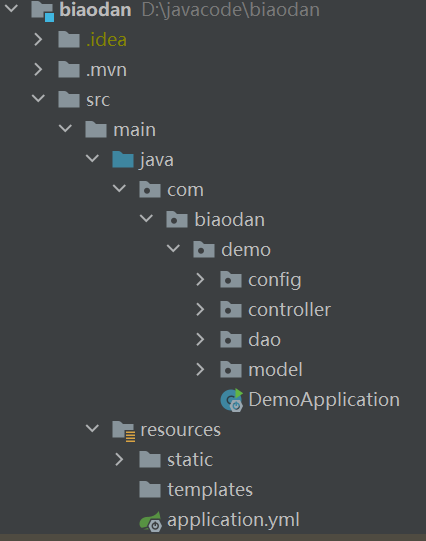 biaodan D:\javacode\biaodan
.idea
.mvn
src
main
java
com
biaodan
demo
config
controller
dao
model
DemoApplication
resources
static
templates
application.yml